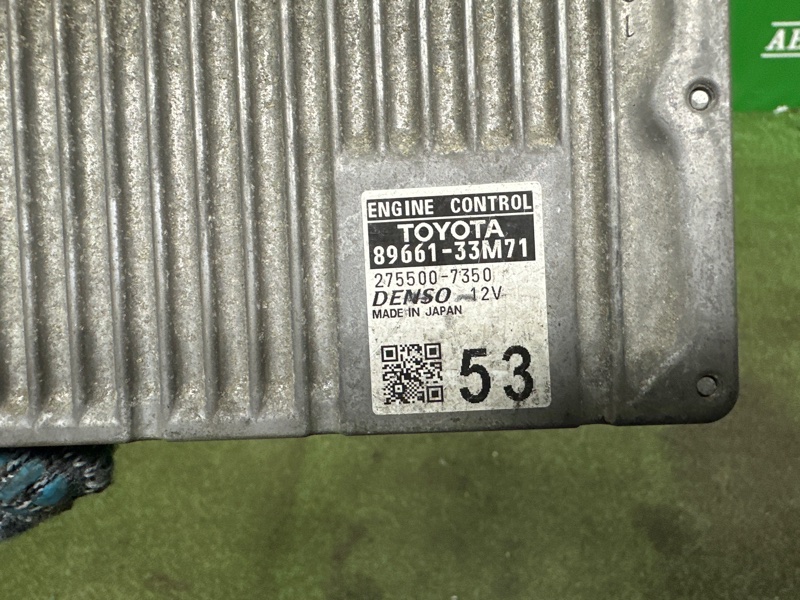 ENGINE CONTROL
TOYOTA
89661-33M71
275500-7350
DENSO 12V
MADE IN JAPAN
53